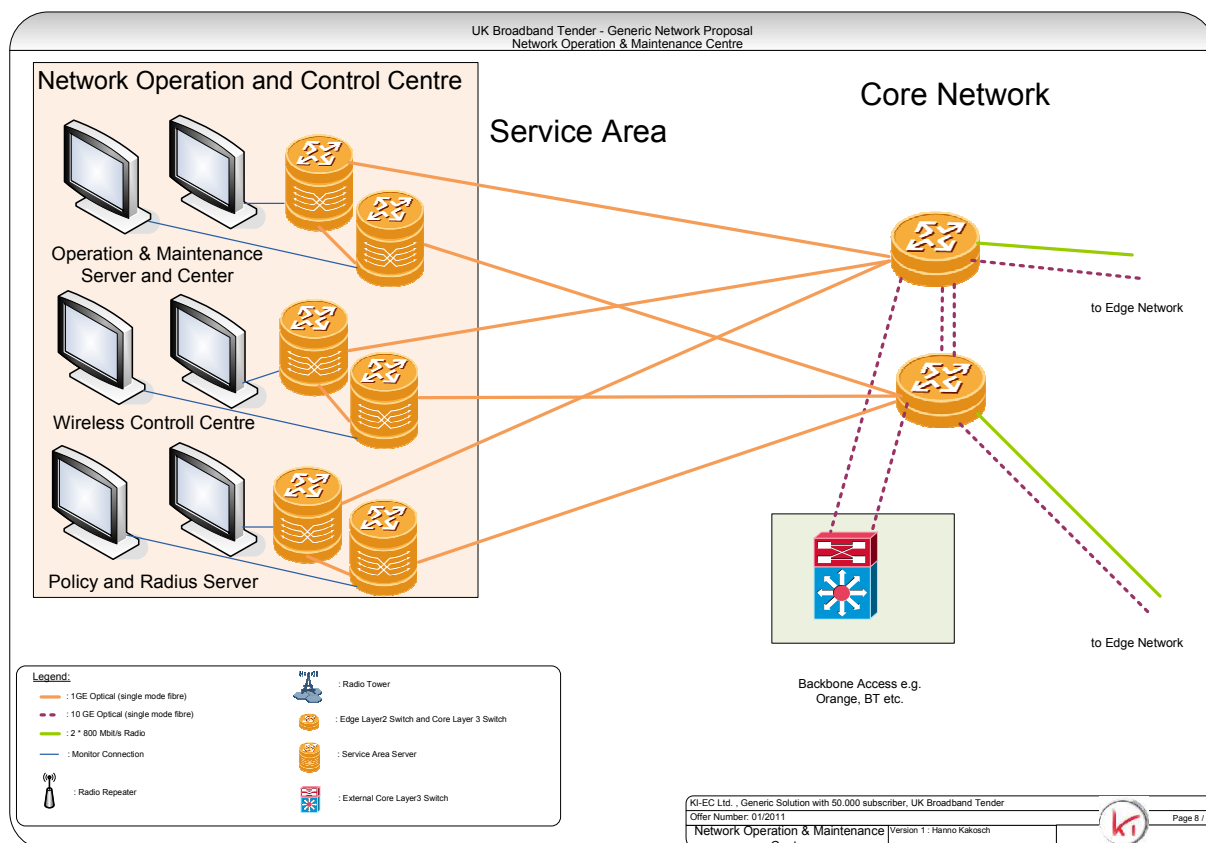 UK Broadband Tender - Generic Network Proposal
Network Operation & Maintenance Centre
Network Operation and Control Centre
Core Network
Service Area
Operation & Maintenance
Server and Center
to Edge Network
Wireless Controll Centre
Policy and Radius Server
to Edge Network
Backbone Access e.g.
Orange, BT etc.
Legend:
: 1GE Optical (single mode fibre)
: 10 GE Optical (single mode fibre)
: 2 * 800 Mbit/s Radio
: Monitor Connection
: Radio Repeater
: Radio Tower
: Edge Layer2 Switch and Core Layer 3 Switch
: Service Area Server
: External Core Layer3 Switch
KI-EC Ltd. , Generic Solution with 50.000 subscriber, UK Broadband Tender
Offer Number: 01/2011
Network Operation & Maintenance
Version 1 : Hanno Kakosch
Ki
Page 8 /